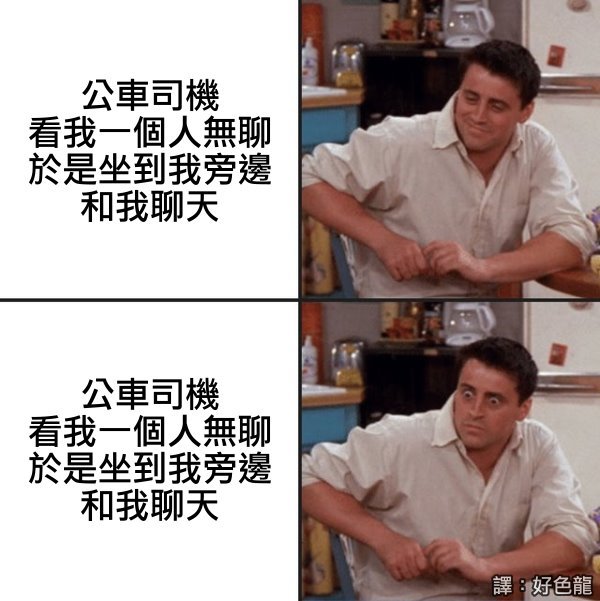 公車司機
看我一個人無聊
於是坐到我旁邊
和我聊天
公車司機
看我一個人無聊
於是坐到我旁邊
和我聊天
譯：好色龍